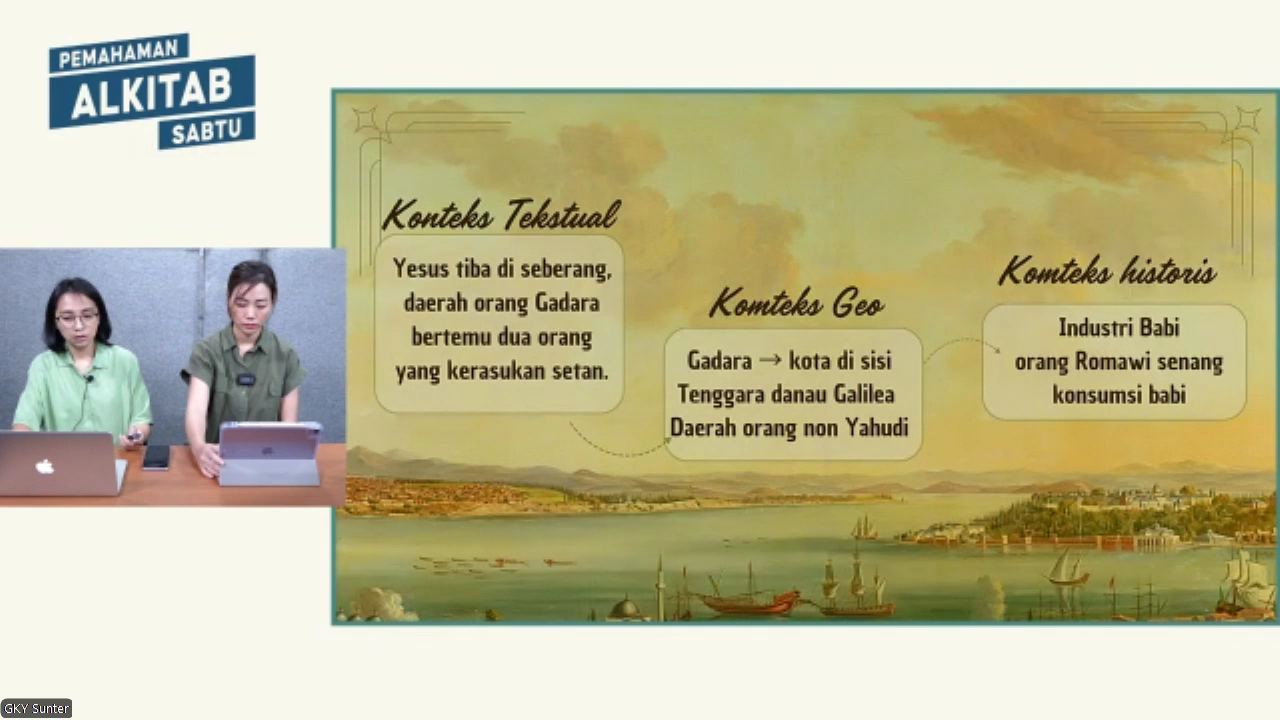 PEMAHAMAN
ALKITAB
SABTU
Konteks Tekstual
Yesus tiba di seberang,
daerah orang Gadara
bertemu dua orang
yang kerasukan setan.
Komteks Geo
Gadara → kota di sisi
Tenggara danau Galilea
Daerah orang non Yahudi
Komteks historis
Industri Babi
orang Romawi senang
konsumsi babi
GKY Sunter